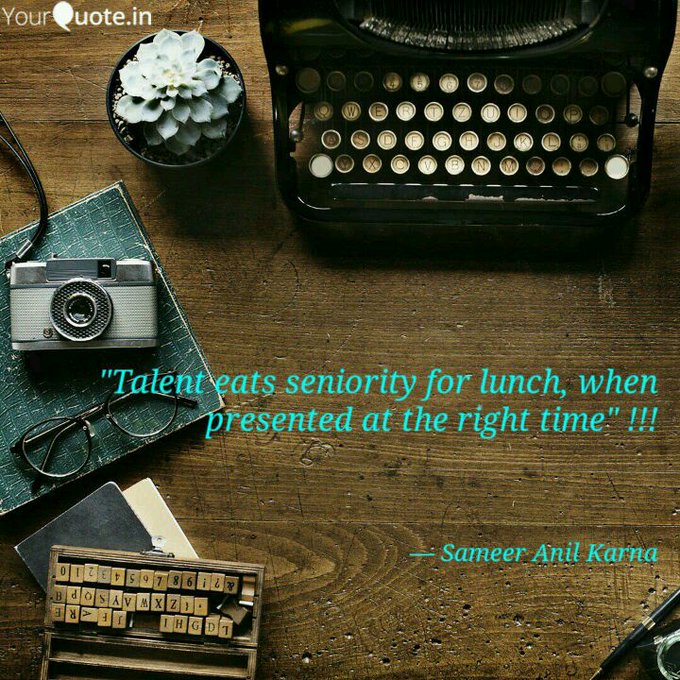 YourQuote.in
"Talent eats seniority for lunch, when
presented at the right time" !!!
— Sameer Anil Karna